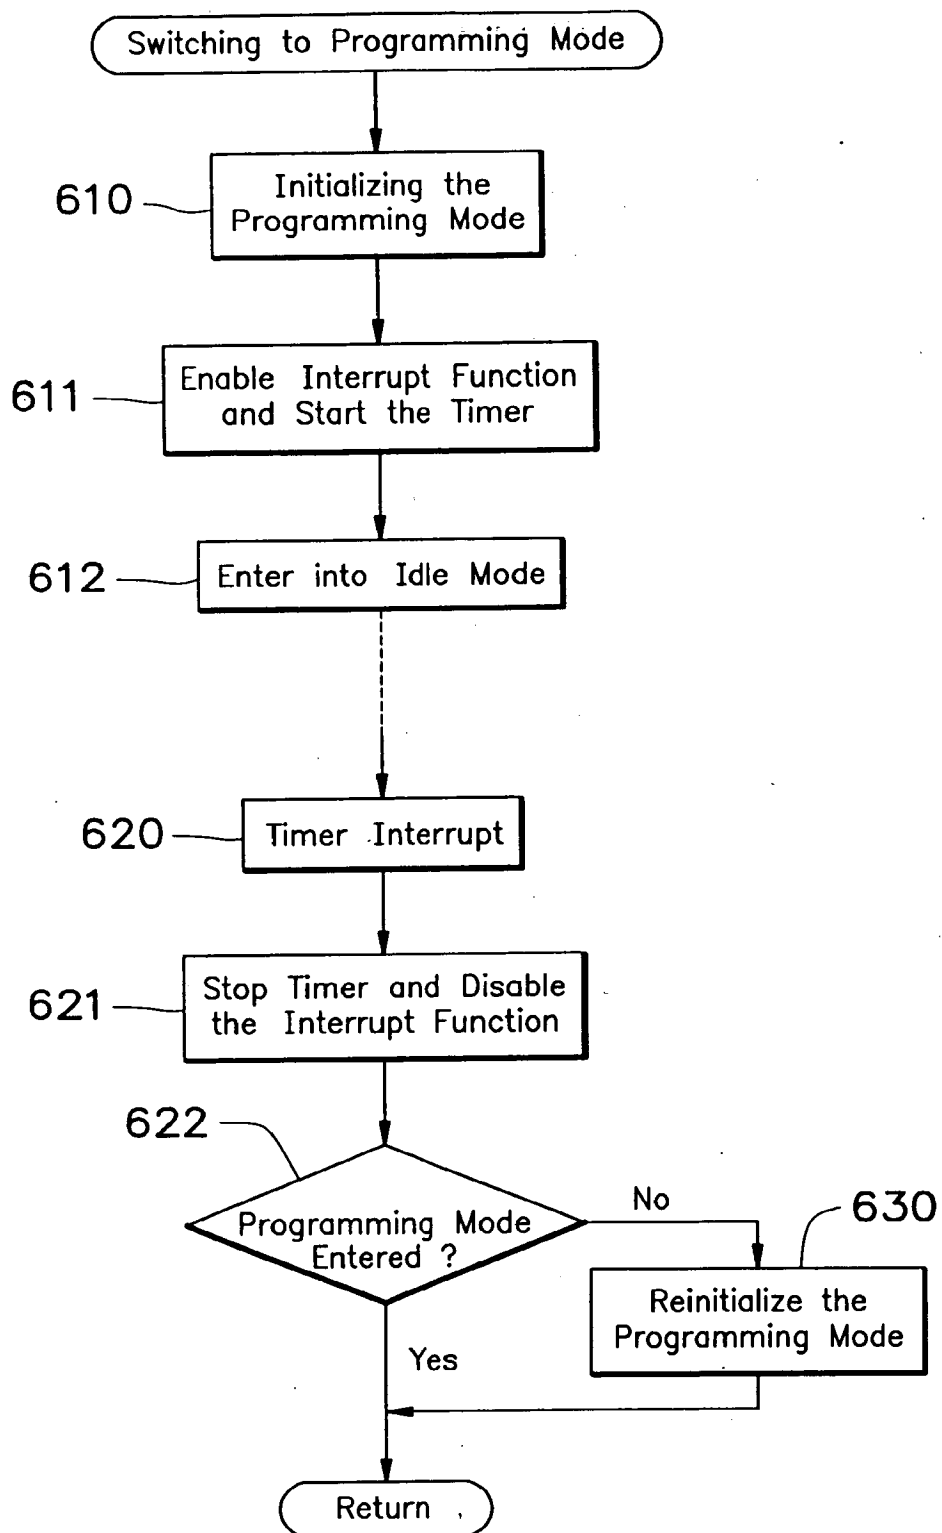 Switching to Programming Mode
610
Initializing the
Programming Mode
611
Enable Interrupt Function
and Start the Timer
612
Enter into Idle Mode
620
Timer Interrupt
621
Stop Timer and Disable
the Interrupt Function
622
Programming Mode
Entered ?
No
630
Reinitialize the
Programming Mode
Yes
Return